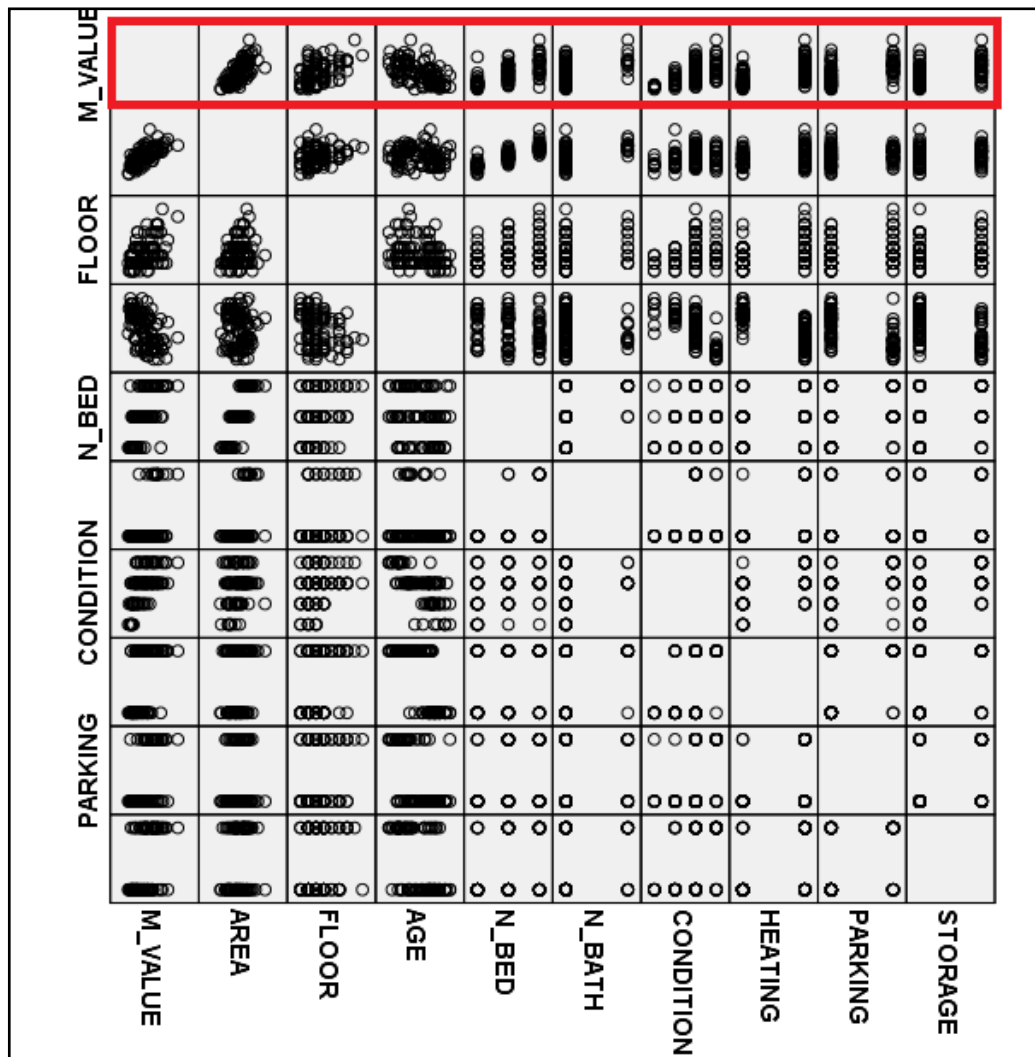 M_VALUE
FLOOR
N_BED
CONDITION
PARKING
M_VALUE
AREA
FLOOR
AGE
N_BED
N_BATH
CONDITION
HEATING
PARKING
STORAGE